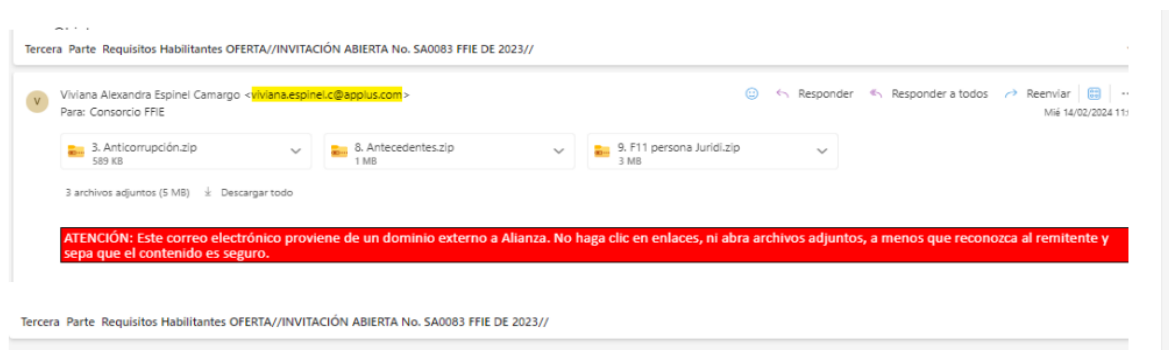 Tercera Parte Requisitos Habilitantes OFERTA//INVITACIÓN ABIERTA No. SA0083 FFIE DE 2023//
V
Viviana Alexandra Espinel Camargo <viviana.espinel.c@applus.com>
Responder
Responder a todos
Reenviar
Para: Consorcio FFIE
Mié 14/02/2024
3. Anticorrupción.zip
589 KB
8. Antecedentes.zip
1 MB
9. F11 persona Juridi.zip
3 MB
3 archivos adjuntos (5 MB)
Descargar todo
ATENCIÓN: Este correo electrónico proviene de un dominio externo a Alianza. No haga clic en enlaces, ni abra archivos adjuntos, a menos que reconozca al remitente y
sepa que el contenido es seguro.
Tercera Parte Requisitos Habilitantes OFERTA//INVITACIÓN ABIERTA No. SA0083 FFIE DE 2023//